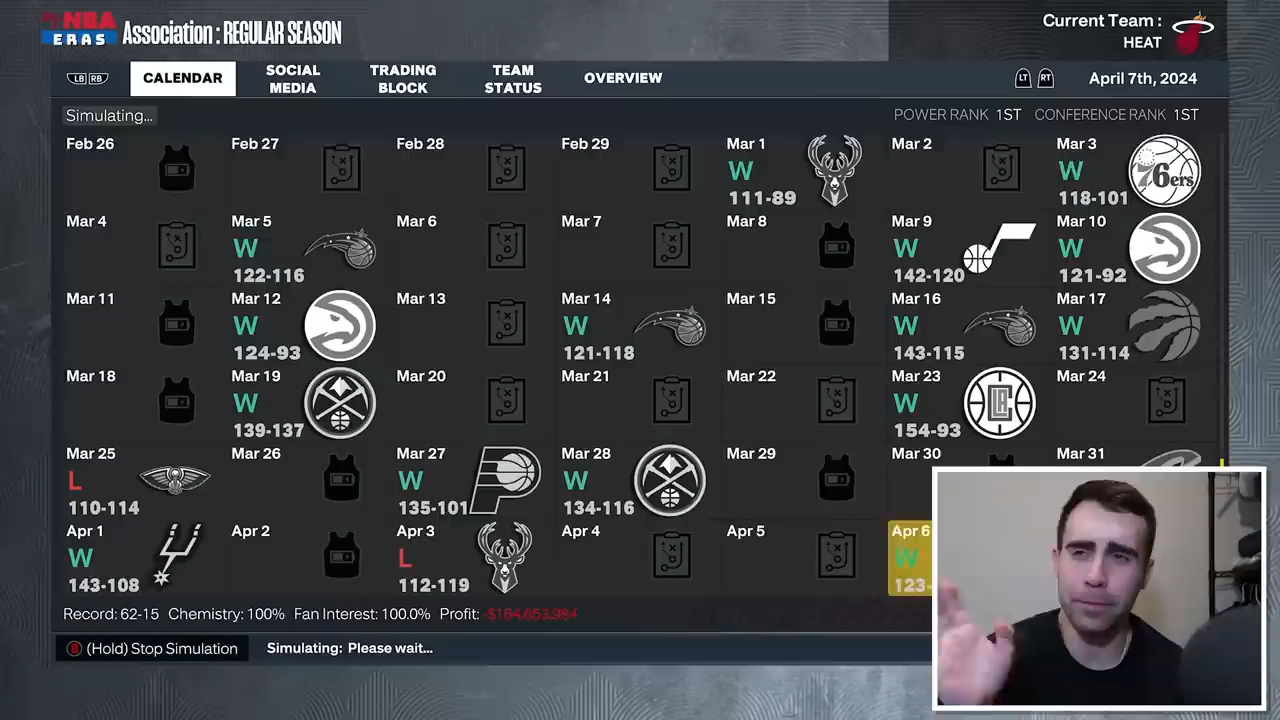 NBA
ERAS
Association : REGULAR SEASON
Current Team :
HEAT
LB RB
CALENDAR
SOCIAL
MEDIA
TRADING
BLOCK
TEAM
STATUS
OVERVIEW
LT RT
April 7th, 2024
Simulating...
POWER RANK 1ST CONFERENCE RANK 1ST
Feb 26 Feb 27 Feb 28 Feb 29 Mar 1 Mar 2 Mar 3
W W
76ers
111-89 118-101
Mar 4 Mar 5 Mar 6 Mar 7 Mar 8 Mar 9 Mar 10
W W W
122-116 142-120 121-92
Mar 11 Mar 12 Mar 13 Mar 14 Mar 15 Mar 16 Mar 17
W W W W
124-93 121-118 143-115 131-114
Mar 18 Mar 19 Mar 20 Mar 21 Mar 22 Mar 23 Mar 24
W W
139-137 154-93
Mar 25 Mar 26 Mar 27 Mar 28 Mar 29 Mar 30 Mar 31
L W W
110-114 135-101 134-116
Apr 1 Apr 2 Apr 3 Apr 4 Apr 5 Apr 6
W L W
143-108 112-119 123-
Record: 62-15 Chemistry: 100% Fan Interest: 100.0% Profit: -$164,653,984
B (Hold) Stop Simulation Simulating: Please wait...